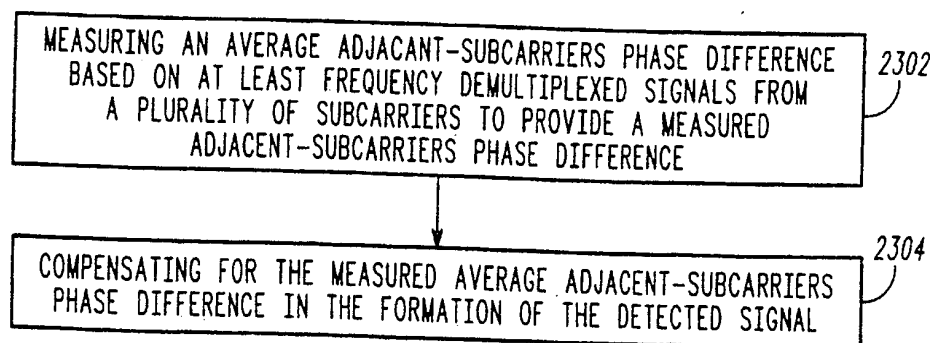 MEASURING AN AVERAGE ADJACANT-SUBCARRIERS PHASE DIFFERENCE
BASED ON AT LEAST FREQUENCY DEMULTIPLEXED SIGNALS FROM
A PLURALITY OF SUBCARRIERS TO PROVIDE A MEASURED
ADJACENT-SUBCARRIERS PHASE DIFFERENCE
2302
COMPENSATING FOR THE MEASURED AVERAGE ADJACENT-SUBCARRIERS
PHASE DIFFERENCE IN THE FORMATION OF THE DETECTED SIGNAL
2304